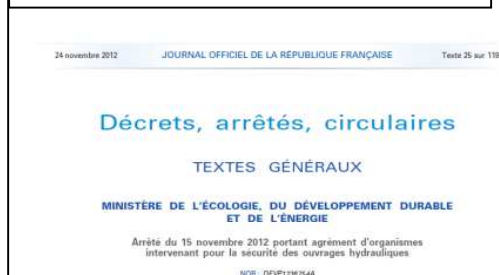 24 novembre 2012 JOURNAL OFFICIEL DE LA RÉPUBLIQUE FRANÇAISE Texte 25 sur 119
Décrets, arrêtés, circulaires
TEXTES GÉNÉRAUX
MINISTÈRE DE L'ÉCOLOGIE, DU DÉVELOPPEMENT DURABLE
ET DE L'ÉNERGIE
Arrêté du 15 novembre 2012 portant agrément d'organismes
intervenant pour la sécurité des ouvrages hydrauliques
NOR :